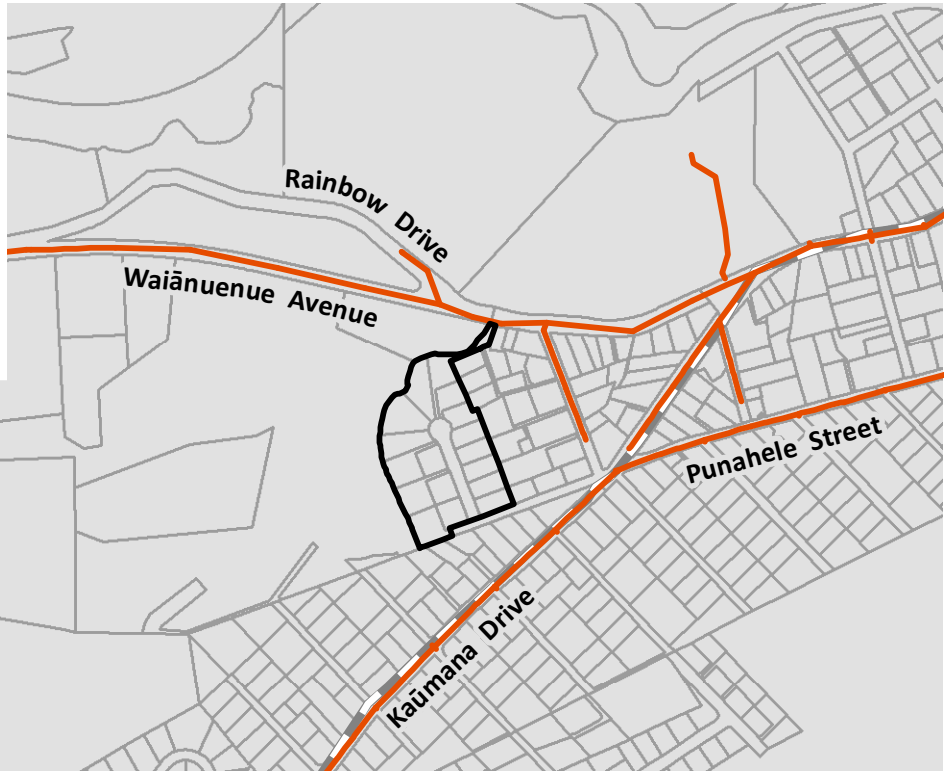 Rainbow Drive
Waiānuenue Avenue
Punahele Street
Kaūmana Drive